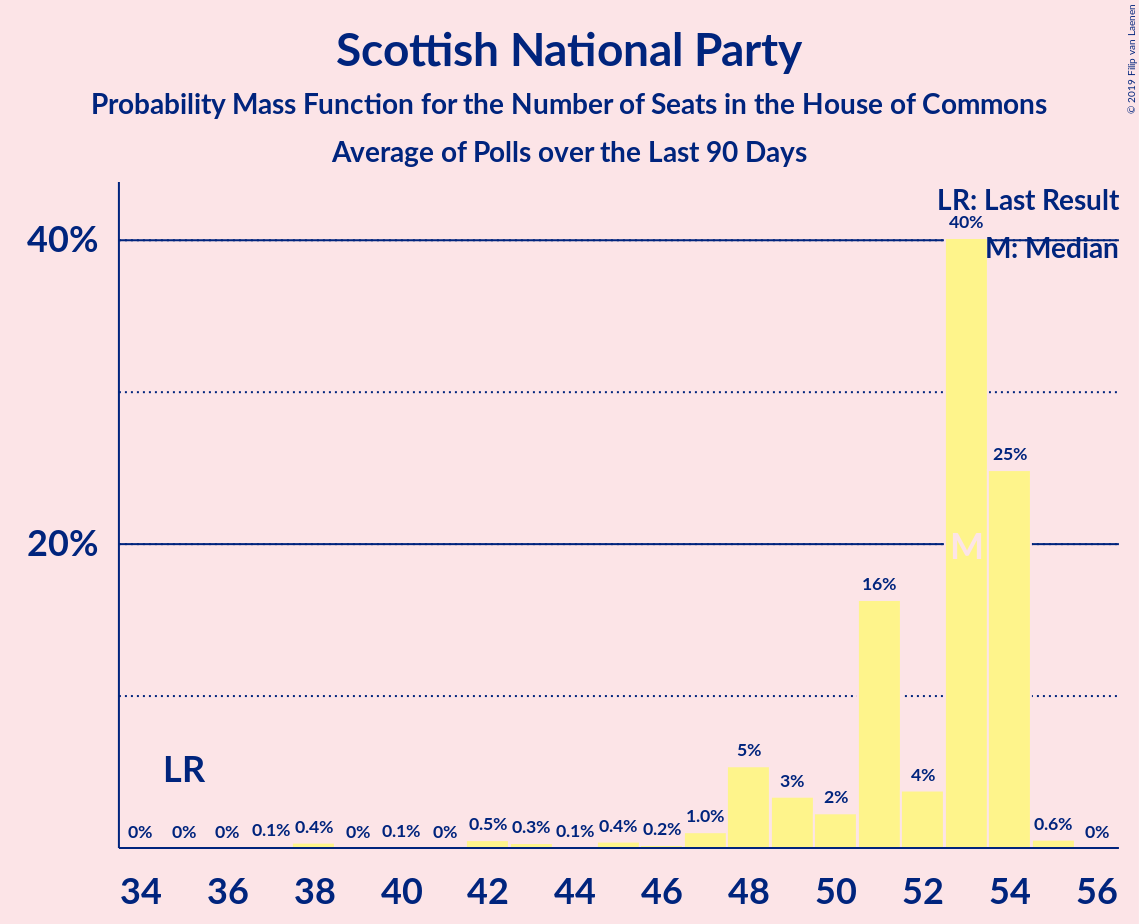 Scottish National Party
Probability Mass Function for the Number of Seats in the House of Commons
Average of Polls over the Last 90 Days
© 2019 Filip van Laenen
LR: Last Result
M: Median
40%
20%
LR
M
0% 0% 0% 0.1% 0.4% 0% 0.1% 0% 0.5% 0.3% 0.1% 0.4% 0.2% 1.0% 5% 3% 2% 16% 4% 40% 25% 0.6% 0%
34 36 38 40 42 44 46 48 50 52 54 56